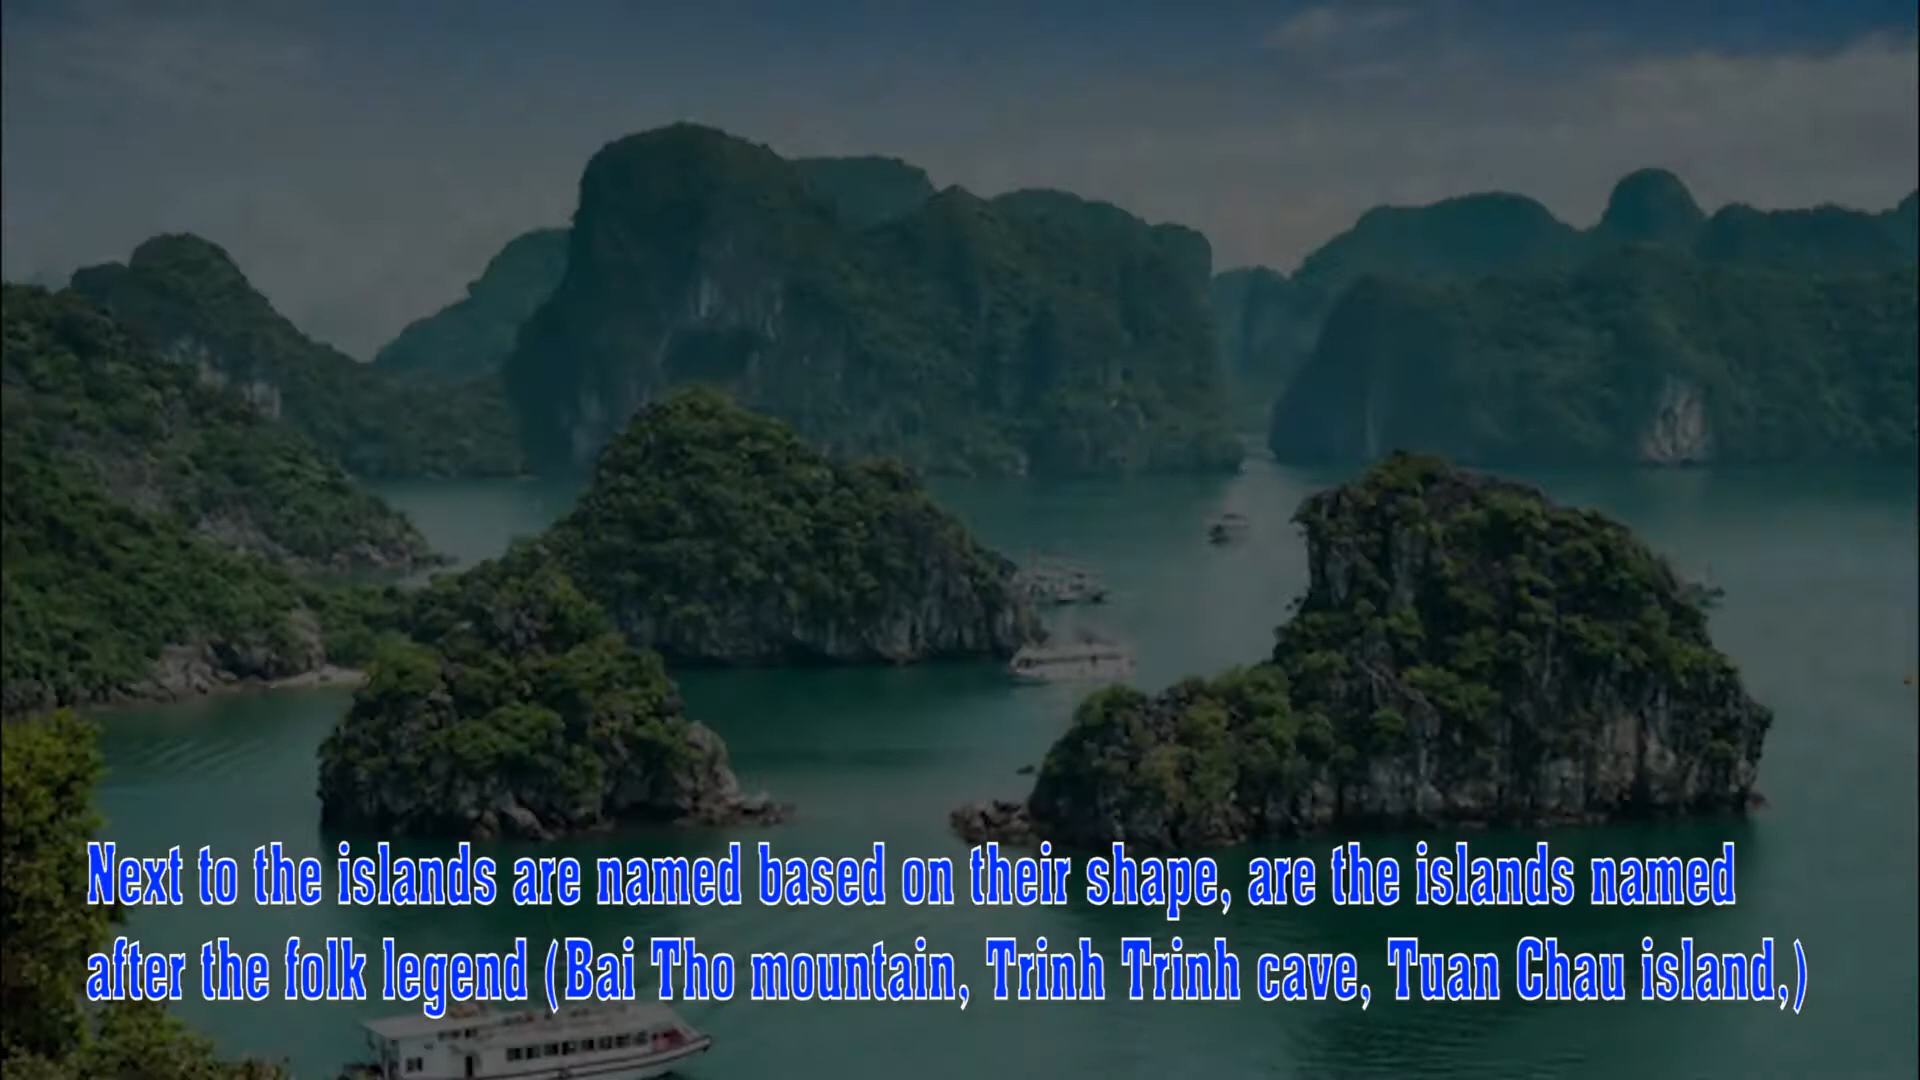 Next to the islands are named based on their shape, are the islands named
after the folk legend (Bai Tho mountain, Trinh Trinh cave, Tuan Chau island,)